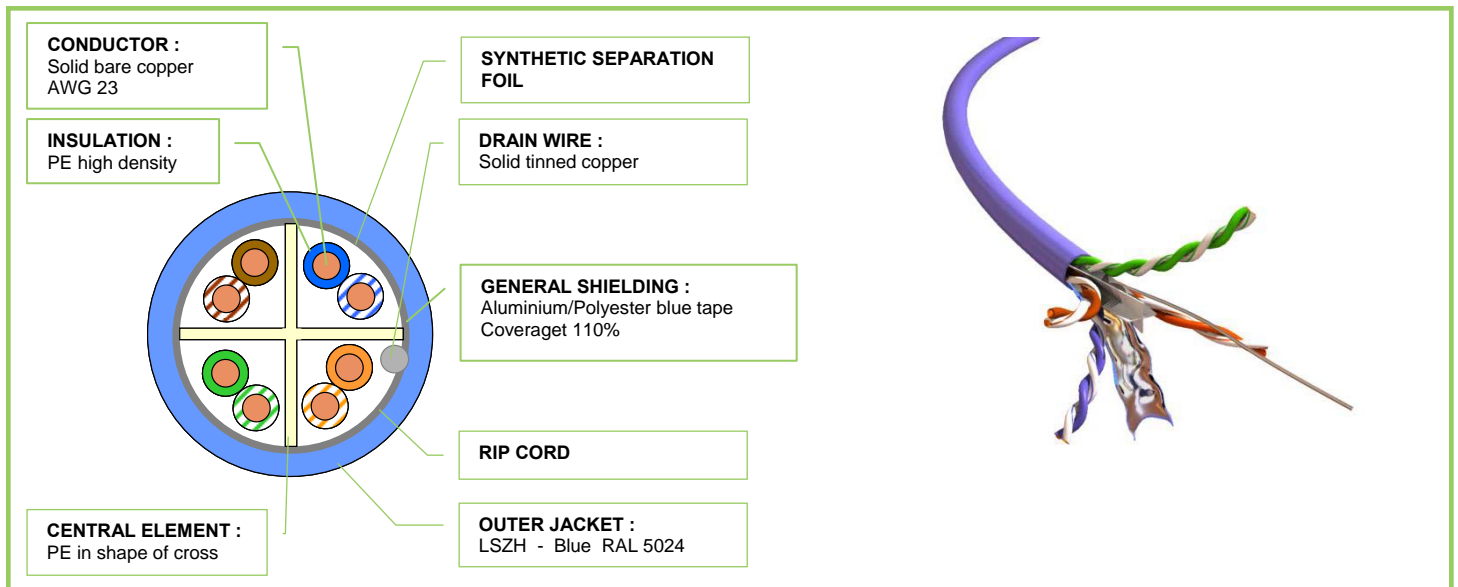 CONDUCTOR :
Solid bare copper
AWG 23
INSULATION :
PE high density
SYNTHETIC SEPARATION
FOIL
DRAIN WIRE :
Solid tinned copper
GENERAL SHIELDING :
Aluminium/Polyester blue tape
Coveraget 110%
RIP CORD
CENTRAL ELEMENT :
PE in shape of cross
OUTER JACKET :
LSZH - Blue RAL 5024